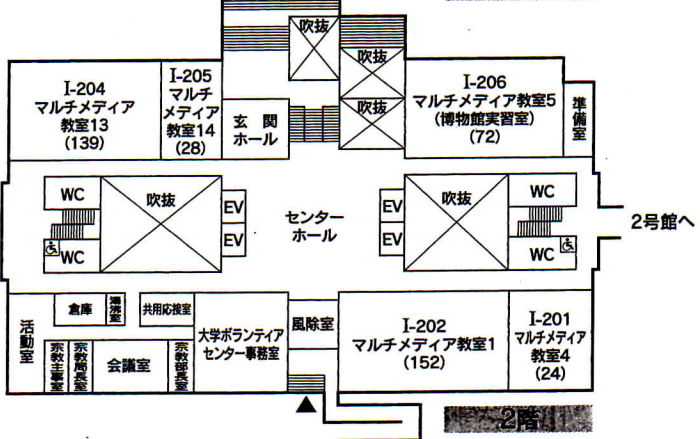 吹抜
吹抜
吹抜
I-204
マルチメディア
教室13
(139)
I-205
マルチ
メディア
教室14
(28)
玄関
ホール
I-206
マルチメディア教室5
(博物館実習室)
(72)
準備室
WC
WC
吹抜
EV
EV
センター
ホール
EV
EV
吹抜
WC
WC
2号館へ
活動室
倉庫
湯沸室
共用応接室
宗教主事室
宗教局長室
会議室
宗教部長室
大学ボランティア
センター事務室
風除室
I-202
マルチメディア教室1
(152)
I-201
マルチメディア
教室4
(24)
2階